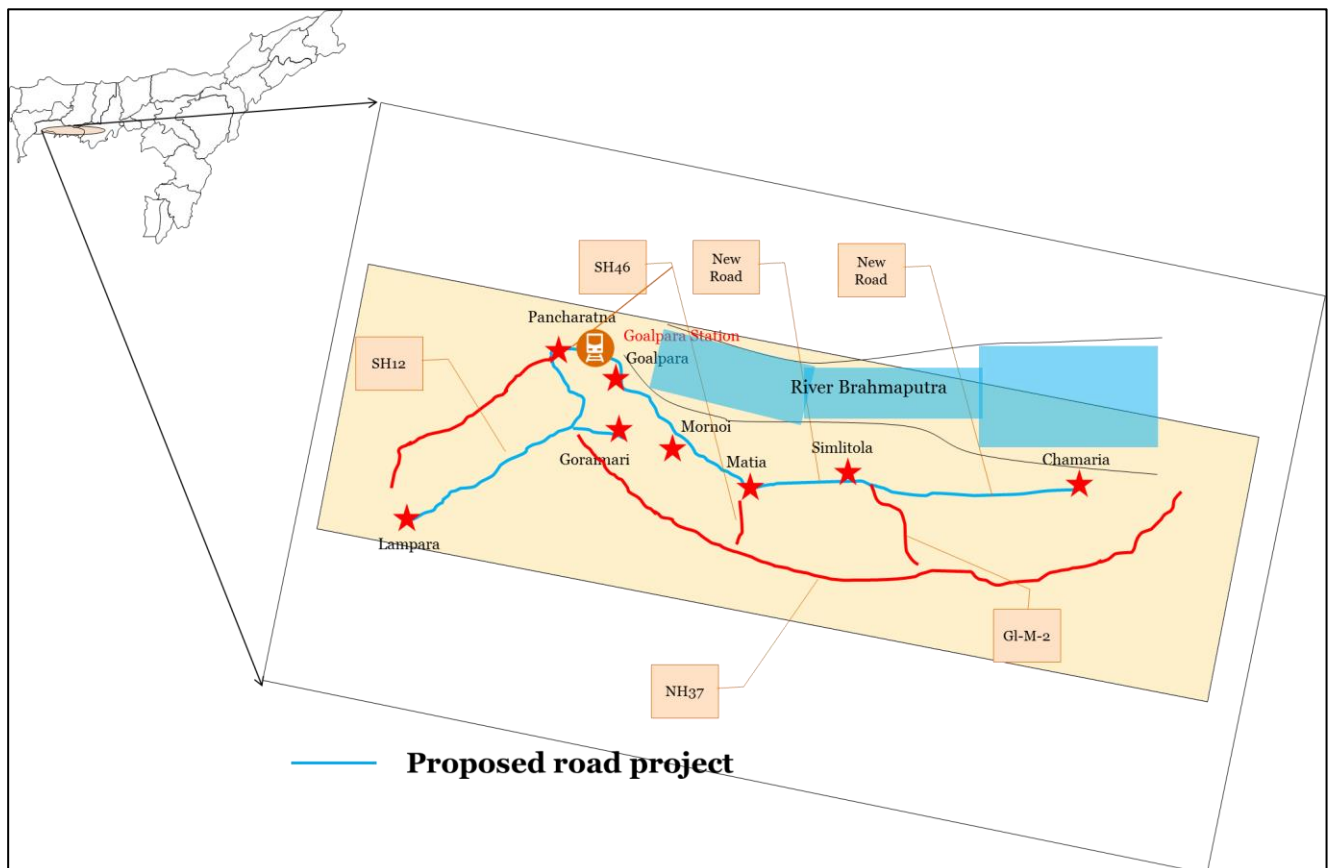 SH46
New
Road
New
Road
Pancharatna
Goalpara Station
SH12
Goalpara
River Brahmaputra
Mornoi
Simlitola
Goraimari
Matia
Chamaria
Lampara
Gl-M-2
NH37
Proposed road project